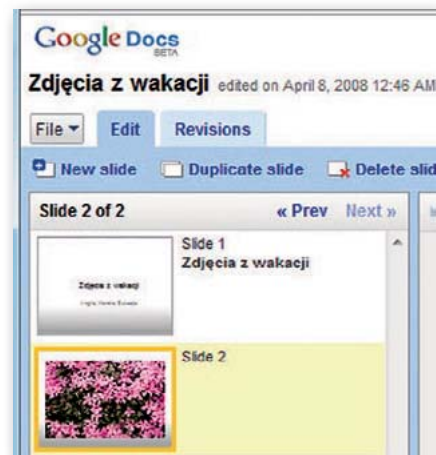 Google Docs
BETA
Zdjęcia z wakacji edited on April 8, 2008 12:46 AM
File Edit Revisions
New slide Duplicate slide Delete slid
Slide 2 of 2 « Prev Next »
Slide 1
Zdjęcia z wakacji
Zdjęcia z wakacji
Slide 2